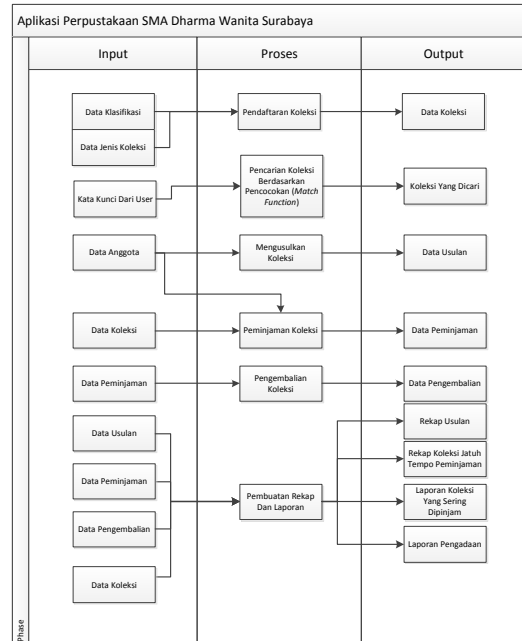 Aplikasi Perpustakaan SMA Dharma Wanita Surabaya
Input
Proses
Output
Data Klasifikasi
Pendaftaran Koleksi
Data Koleksi
Data Jenis Koleksi
Kata Kunci Dari User
Pencarian Koleksi
Berdasarkan
Pencocokan (Match
Function)
Koleksi Yang Dicari
Data Anggota
Mengusulkan
Koleksi
Data Usulan
Data Koleksi
Peminjaman Koleksi
Data Peminjaman
Data Peminjaman
Pengembalian
Koleksi
Data Pengembalian
Data Usulan
Data Peminjaman
Data Pengembalian
Data Koleksi
Pembuatan Rekap
Dan Laporan
Rekap Usulan
Rekap Koleksi Jatuh
Tempo Peminjaman
Laporan Koleksi
Yang Sering
Dipinjam
Laporan Pengadaan
Phase